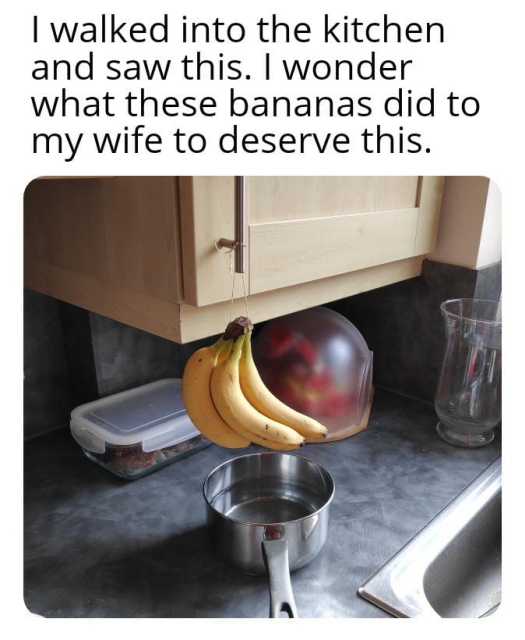 I walked into the kitchen
and saw this. I wonder
what these bananas did to
my wife to deserve this.